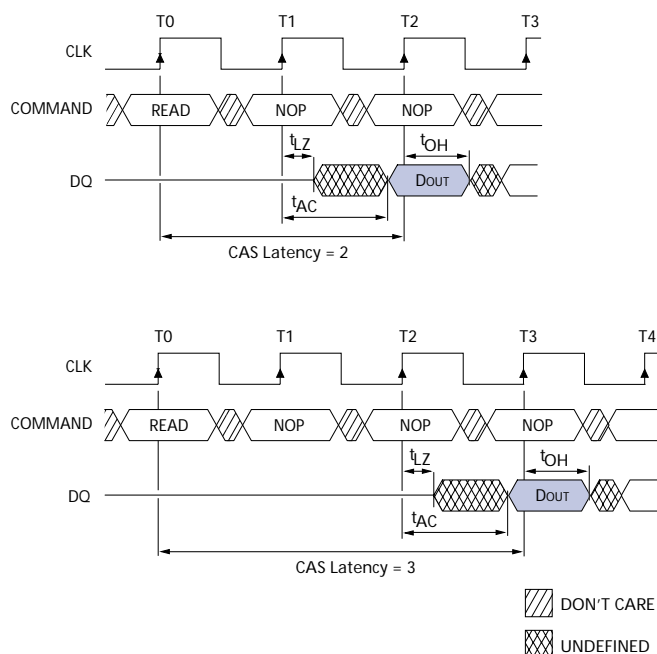 T0 T1 T2 T3
CLK
COMMAND READ NOP NOP
tLZ tOH
DQ DOUT
tAC
CAS Latency = 2
T0 T1 T2 T3 T4
CLK
COMMAND READ NOP NOP NOP
tLZ tOH
DQ DOUT
tAC
CAS Latency = 3
DON'T CARE
UNDEFINED